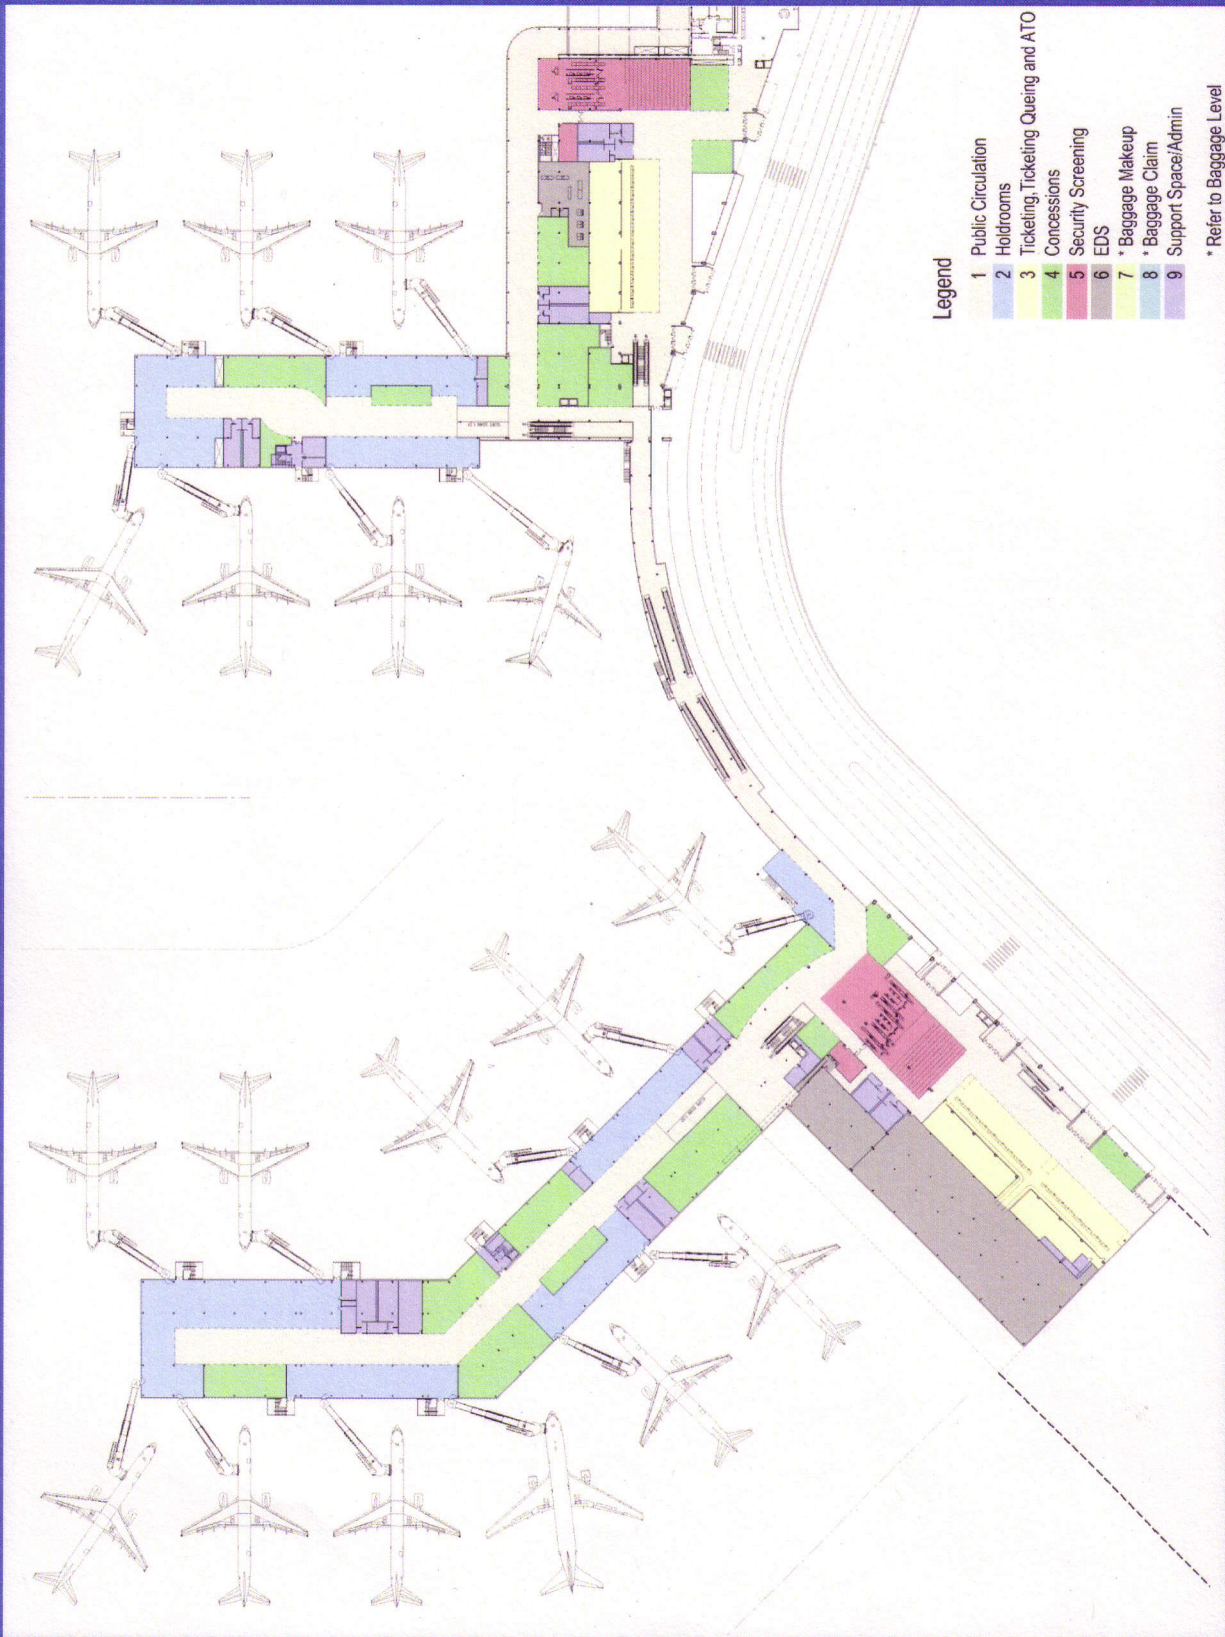 Legend
1 Public Circulation
2 Holdrooms
3 Ticketing, Ticketing Queing and ATO
4 Concessions
5 Security Screening
6 EDS
7 * Baggage Makeup
8 * Baggage Claim
9 Support Space/Admin
* Refer to Baggage Level